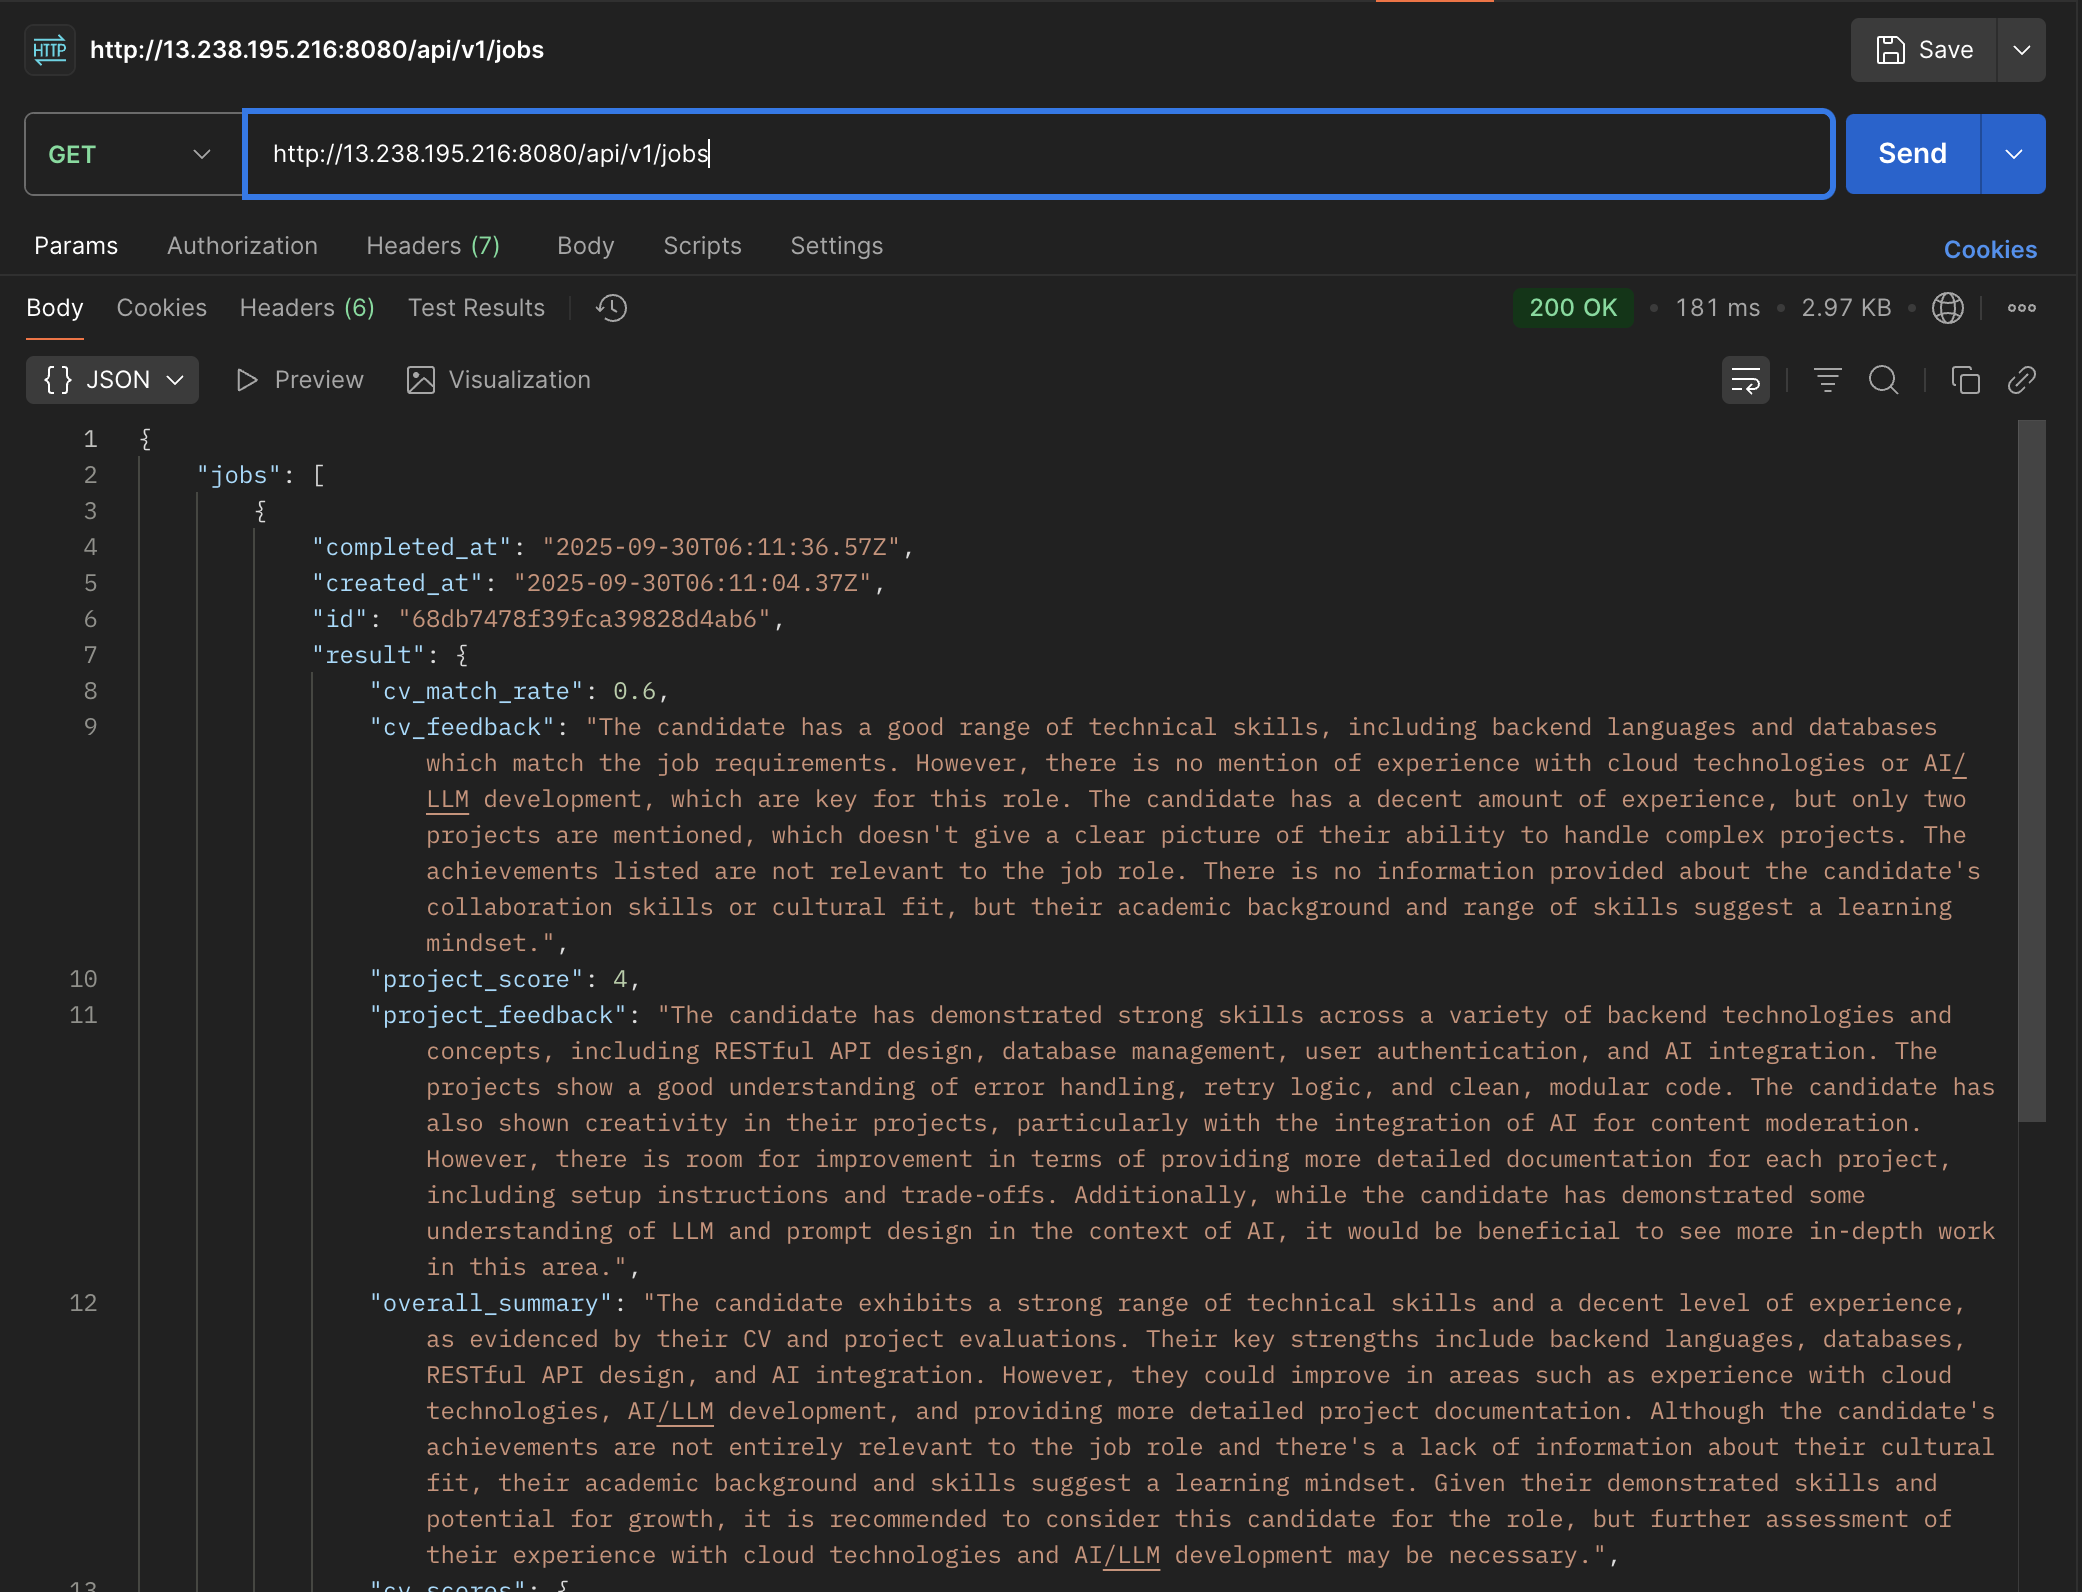 HTTP http://13.238.195.216:8080/api/v1/jobs Save
GET http://13.238.195.216:8080/api/v1/jobs Send
Params Authorization Headers (7) Body Scripts Settings Cookies
Body Cookies Headers (6) Test Results 200 OK • 181 ms • 2.97 KB •
{} JSON Preview Visualization
1 {
2 "jobs": [
3 {
4 "completed_at": "2025-09-30T06:11:36.57Z",
5 "created_at": "2025-09-30T06:11:04.37Z",
6 "id": "68db7478f39fca39828d4ab6",
7 "result": {
8 "cv_match_rate": 0.6,
9 "cv_feedback": "The candidate has a good range of technical skills, including backend languages and databases
which match the job requirements. However, there is no mention of experience with cloud technologies or AI/
LLM development, which are key for this role. The candidate has a decent amount of experience, but only two
projects are mentioned, which doesn't give a clear picture of their ability to handle complex projects. The
achievements listed are not relevant to the job role. There is no information provided about the candidate's
collaboration skills or cultural fit, but their academic background and range of skills suggest a learning
mindset.",
10 "project_score": 4,
11 "project_feedback": "The candidate has demonstrated strong skills across a variety of backend technologies and
concepts, including RESTful API design, database management, user authentication, and AI integration. The
projects show a good understanding of error handling, retry logic, and clean, modular code. The candidate has
also shown creativity in their projects, particularly with the integration of AI for content moderation.
However, there is room for improvement in terms of providing more detailed documentation for each project,
including setup instructions and trade-offs. Additionally, while the candidate has demonstrated some
understanding of LLM and prompt design in the context of AI, it would be beneficial to see more in-depth work
in this area.",
12 "overall_summary": "The candidate exhibits a strong range of technical skills and a decent level of experience,
as evidenced by their CV and project evaluations. Their key strengths include backend languages, databases,
RESTful API design, and AI integration. However, they could improve in areas such as experience with cloud
technologies, AI/LLM development, and providing more detailed project documentation. Although the candidate's
achievements are not entirely relevant to the job role and there's a lack of information about their cultural
fit, their academic background and skills suggest a learning mindset. Given their demonstrated skills and
potential for growth, it is recommended to consider this candidate for the role, but further assessment of
their experience with cloud technologies and AI/LLM development may be necessary.",
13 "cv_scores": {